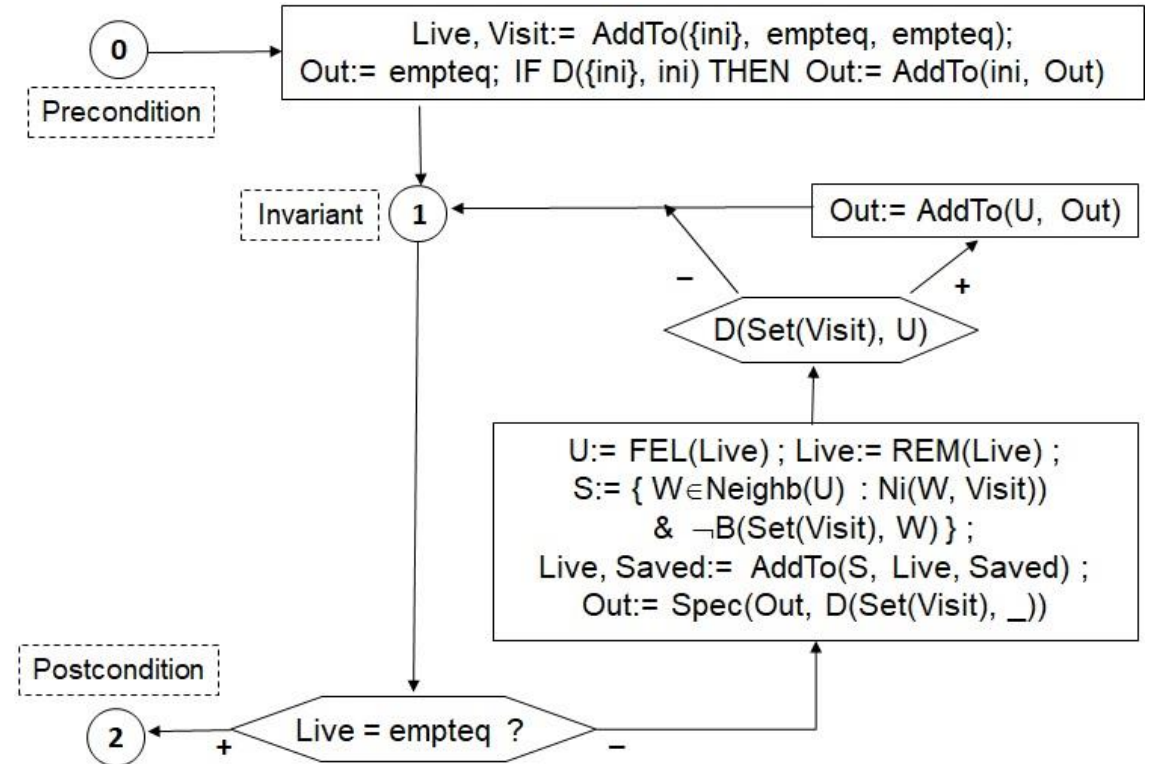 0
Precondition
Live, Visit:= AddTo({ini}, empteq, empteq);
Out:= empteq; IF D({ini}, ini) THEN Out:= AddTo(ini, Out)
Invariant
1
Out:= AddTo(U, Out)
–
+
D(Set(Visit), U)
U:= FEL(Live) ; Live:= REM(Live) ;
S:= { W∈Neighb(U) : Ni(W, Visit))
& ¬B(Set(Visit), W) } ;
Live, Saved:= AddTo(S, Live, Saved) ;
Out:= Spec(Out, D(Set(Visit), _))
Postcondition
2
+
Live = empteq ?
–